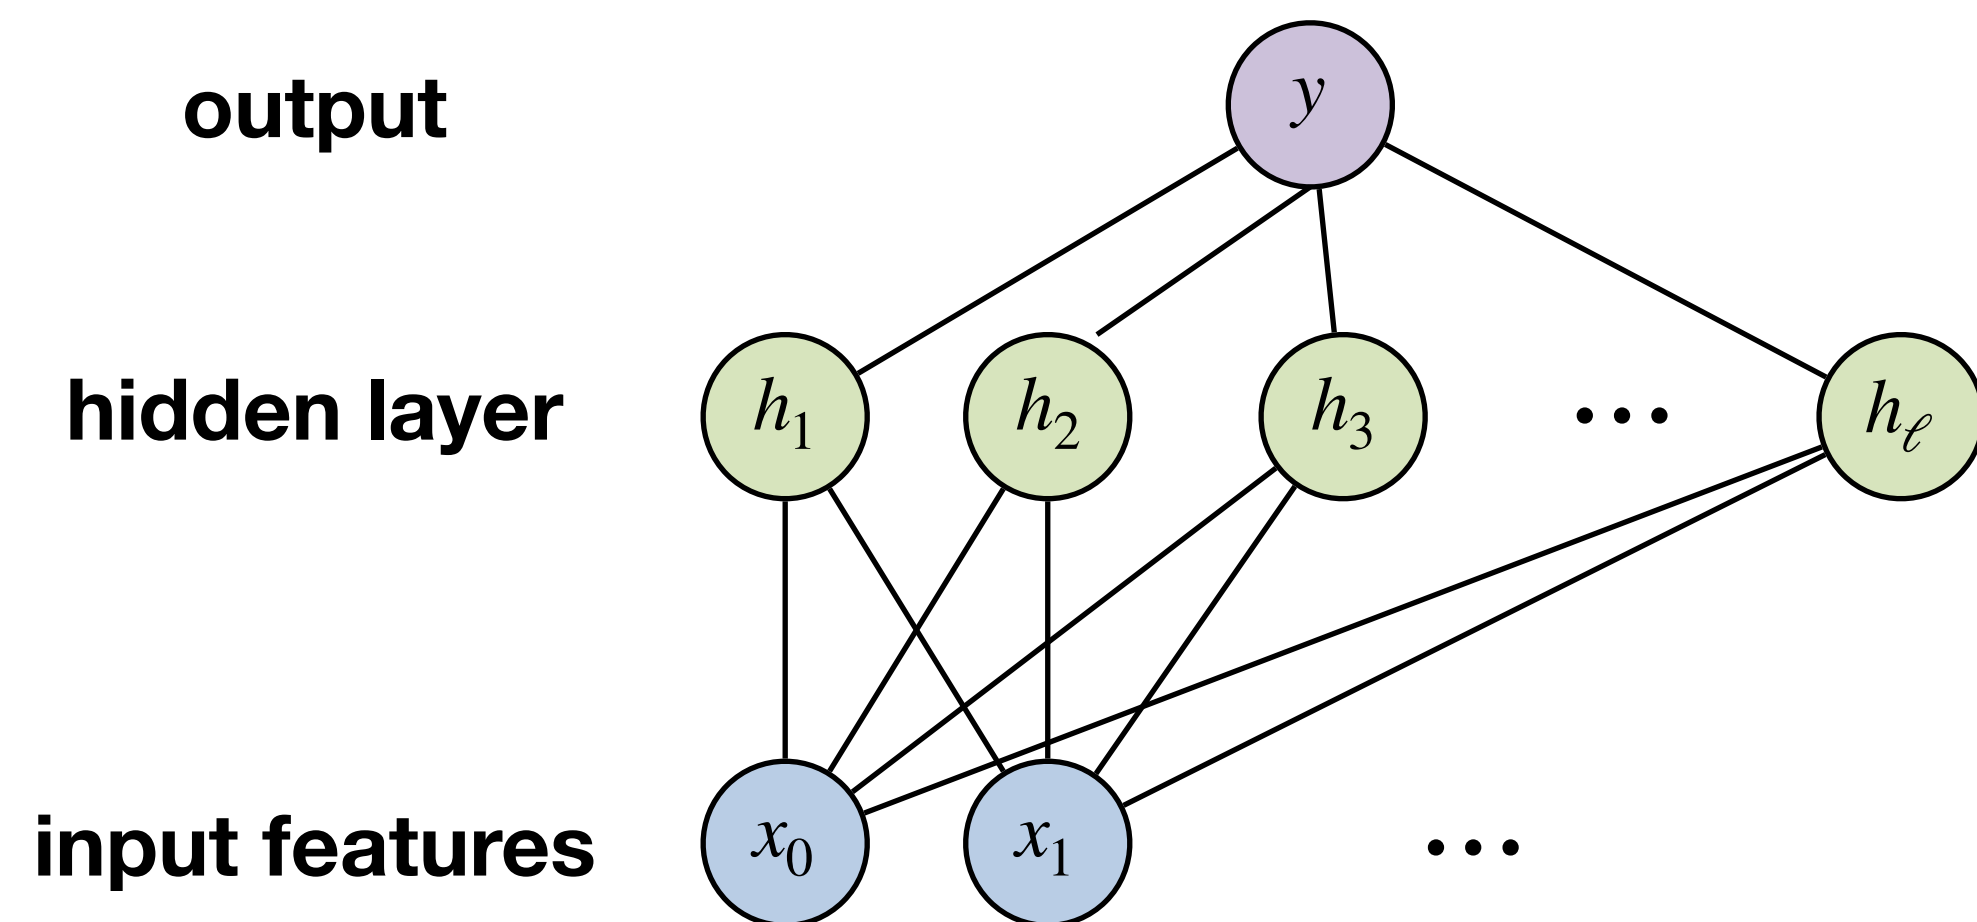 output
y
hidden layer
h₁ h₂ h₃ ... hℓ
input features
x₀ x₁ ...